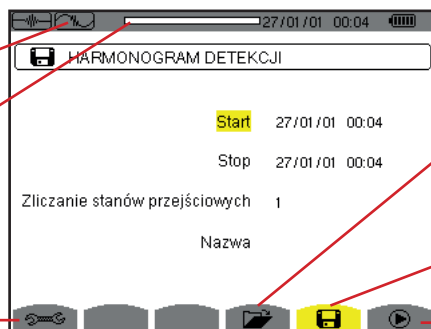 27/01/01 00:04
HARMONOGRAM DETEKCJI
Start 27/01/01 00:04
Stop 27/01/01 00:04
Zliczanie stanów przejściowych 1
Nazwa